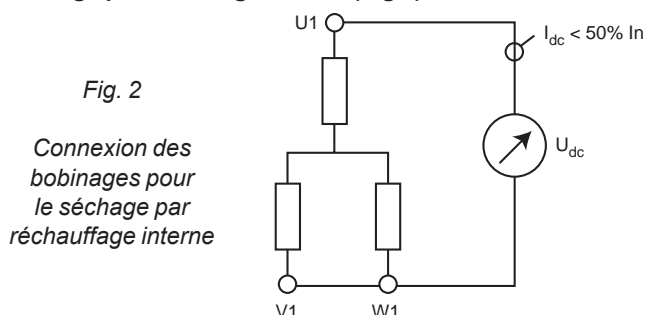 U1
I_dc < 50% In
Fig. 2
U_dc
Connexion des
bobinages pour
le séchage par
réchauffage interne
V1
W1